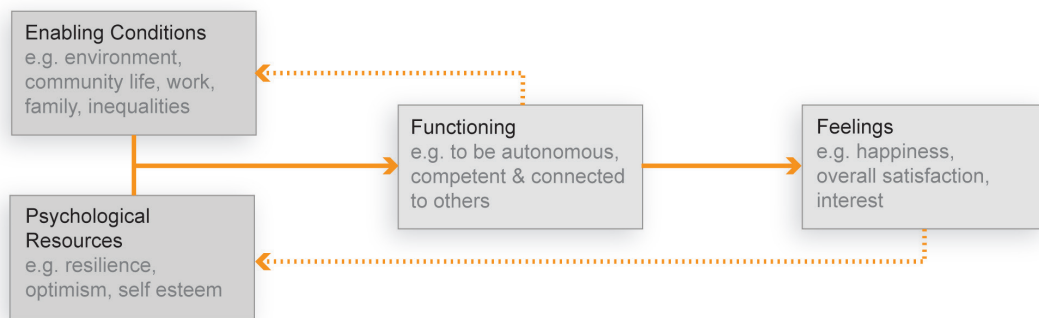 Enabling Conditions
e.g. environment,
community life, work,
family, inequalities
Functioning
e.g. to be autonomous,
competent & connected
to others
Feelings
e.g. happiness,
overall satisfaction,
interest
Psychological
Resources
e.g. resilience,
optimism, self esteem